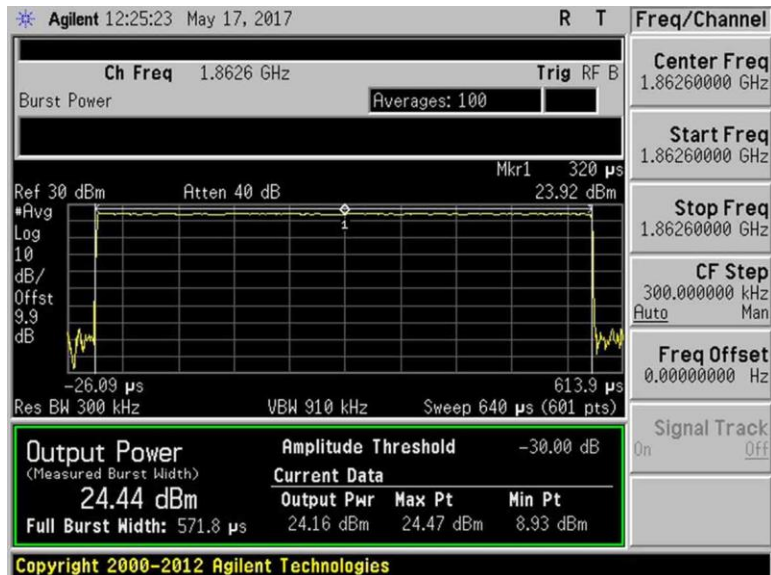 Agilent 12:25:23 May 17, 2017 R T Freq/Channel
Center Freq
1.86260000 GHz
Ch Freq 1.8626 GHz Trig RF B
Burst Power Averages: 100
Start Freq
1.86260000 GHz
Mkr1 320 µs
Ref 30 dBm Atten 40 dB 23.92 dBm
Stop Freq
1.86260000 GHz
#Avg
Log
10
dB/
Offst
9.9
dB
1
CF Step
300.000000 kHz
Auto Man
Freq Offset
0.00000000 Hz
-26.09 µs 613.9 µs
Res BW 300 kHz VBW 910 kHz Sweep 640 µs (601 pts)
Signal Track
On Off
Output Power Amplitude Threshold -30.00 dB
(Measured Burst Width) Current Data
24.44 dBm Output Pwr Max Pt Min Pt
Full Burst Width: 571.8 µs 24.16 dBm 24.47 dBm 8.93 dBm
Copyright 2000-2012 Agilent Technologies